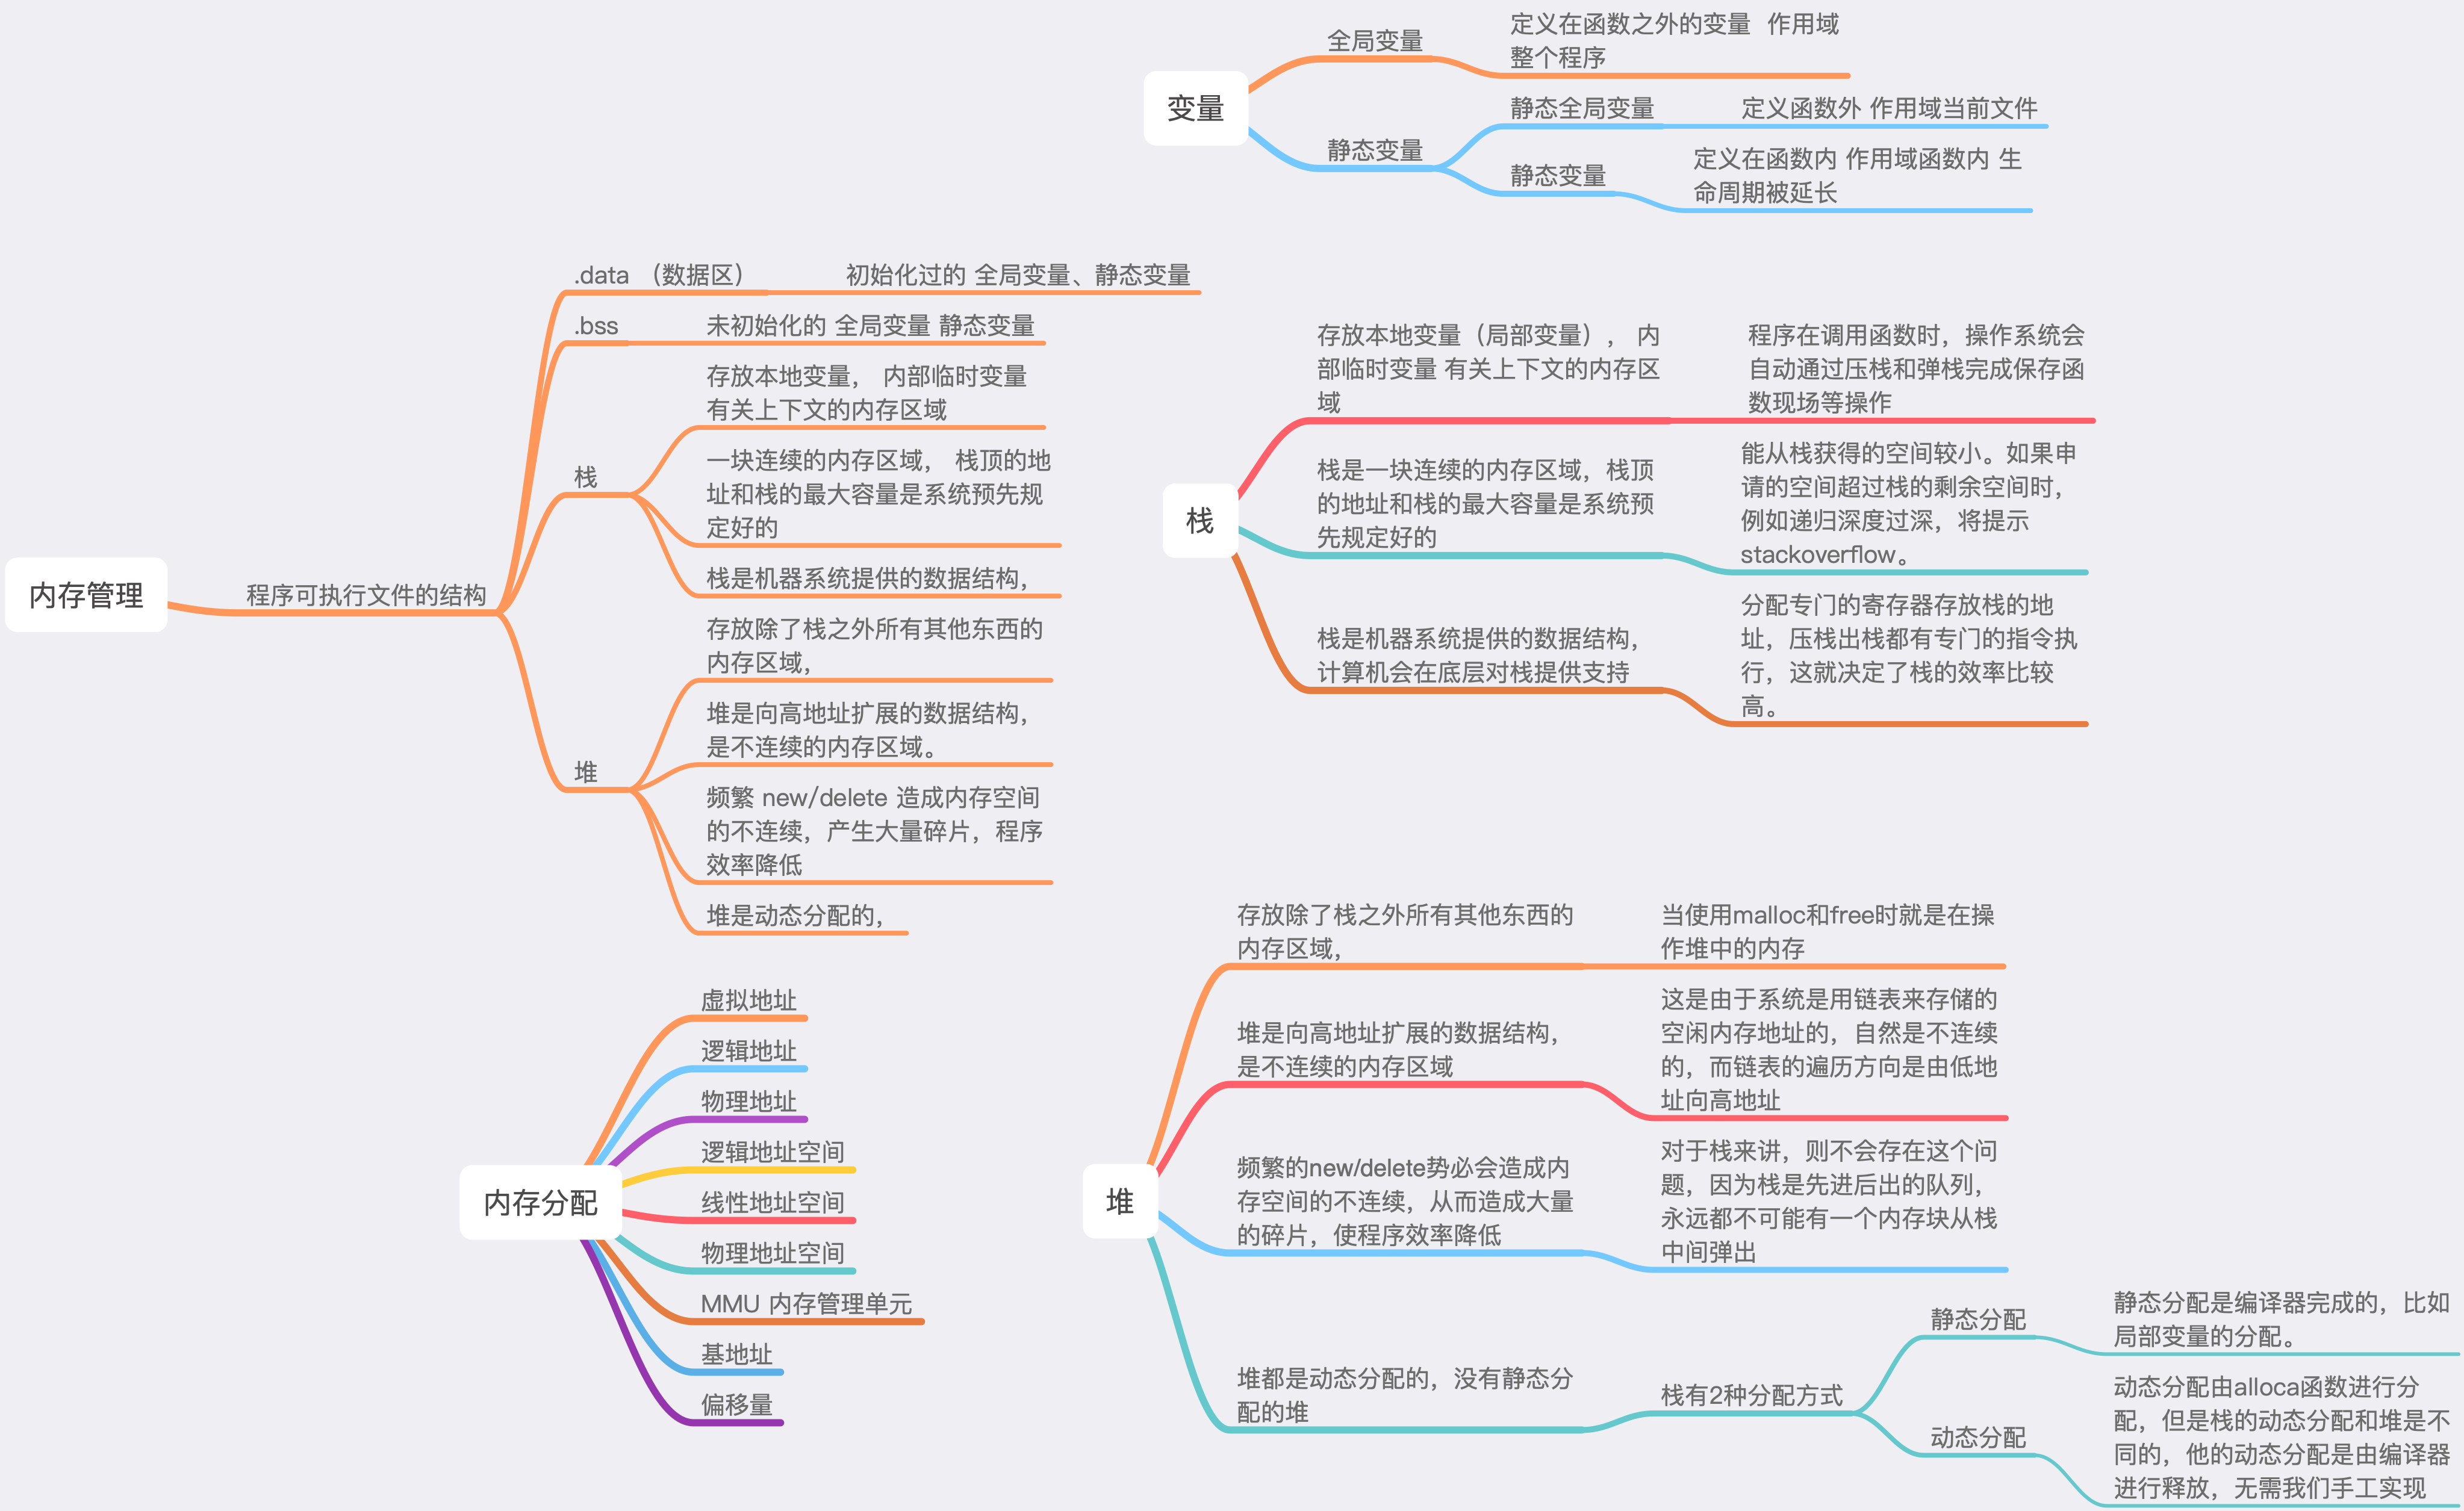 变量
全局变量
定义在函数之外的变量 作用域
整个程序
静态变量
静态全局变量
定义函数外 作用域当前文件
静态变量
定义在函数内 作用域函数内 生
命周期被延长
内存管理
程序可执行文件的结构
.data （数据区）
初始化过的 全局变量、静态变量
.bss
未初始化的 全局变量 静态变量
栈
存放本地变量， 内部临时变量
有关上下文的内存区域
一块连续的内存区域， 栈顶的地
址和栈的最大容量是系统预先规
定好的
栈是机器系统提供的数据结构，
堆
存放除了栈之外所有其他东西的
内存区域，
堆是向高地址扩展的数据结构，
是不连续的内存区域。
频繁 new/delete 造成内存空间
的不连续，产生大量碎片，程序
效率降低
堆是动态分配的，
栈
存放本地变量（局部变量）， 内
部临时变量 有关上下文的内存区
域
程序在调用函数时，操作系统会
自动通过压栈和弹栈完成保存函
数现场等操作
栈是一块连续的内存区域，栈顶
的地址和栈的最大容量是系统预
先规定好的
能从栈获得的空间较小。如果申
请的空间超过栈的剩余空间时，
例如递归深度过深，将提示
stackoverflow。
栈是机器系统提供的数据结构，
计算机会在底层对栈提供支持
分配专门的寄存器存放栈的地
址，压栈出栈都有专门的指令执
行，这就决定了栈的效率比较
高。
内存分配
虚拟地址
逻辑地址
物理地址
逻辑地址空间
线性地址空间
物理地址空间
MMU 内存管理单元
基地址
偏移量
堆
存放除了栈之外所有其他东西的
内存区域，
当使用malloc和free时就是在操
作堆中的内存
堆是向高地址扩展的数据结构，
是不连续的内存区域
这是由于系统是用链表来存储的
空闲内存地址的，自然是不连续
的，而链表的遍历方向是由低地
址向高地址
频繁的new/delete势必会造成内
存空间的不连续，从而造成大量
的碎片，使程序效率降低
对于栈来讲，则不会存在这个问
题，因为栈是先进后出的队列，
永远都不可能有一个内存块从栈
中间弹出
堆都是动态分配的，没有静态分
配的堆
栈有2种分配方式
静态分配
静态分配是编译器完成的，比如
局部变量的分配。
动态分配
动态分配由alloca函数进行分
配，但是栈的动态分配和堆是不
同的，他的动态分配是由编译器
进行释放，无需我们手工实现